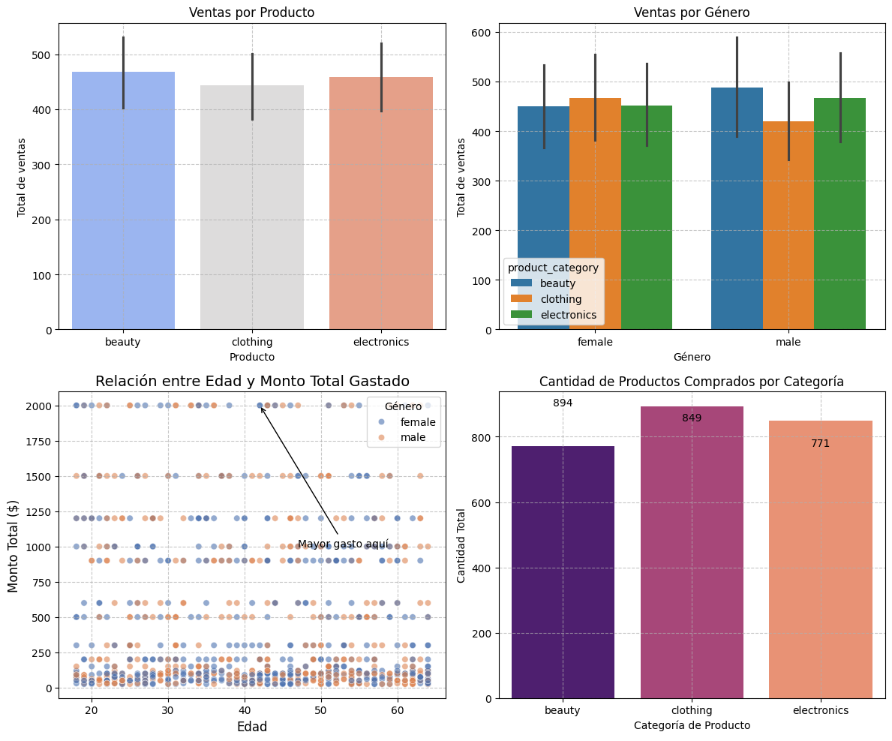 Ventas por Producto
Total de ventas
500
400
300
200
100
0
beauty clothing electronics
Producto
Ventas por Género
Total de ventas
600
500
400
300
200
100
0
product_category
beauty
clothing
electronics
female male
Género
Relación entre Edad y Monto Total Gastado
Monto Total ($)
2000
1750
1500
1250
1000
750
500
250
0
Género
female
male
Mayor gasto aquí
20 30 40 50 60
Edad
Cantidad de Productos Comprados por Categoría
Cantidad Total
800
600
400
200
0
894
849
771
beauty clothing electronics
Categoría de Producto